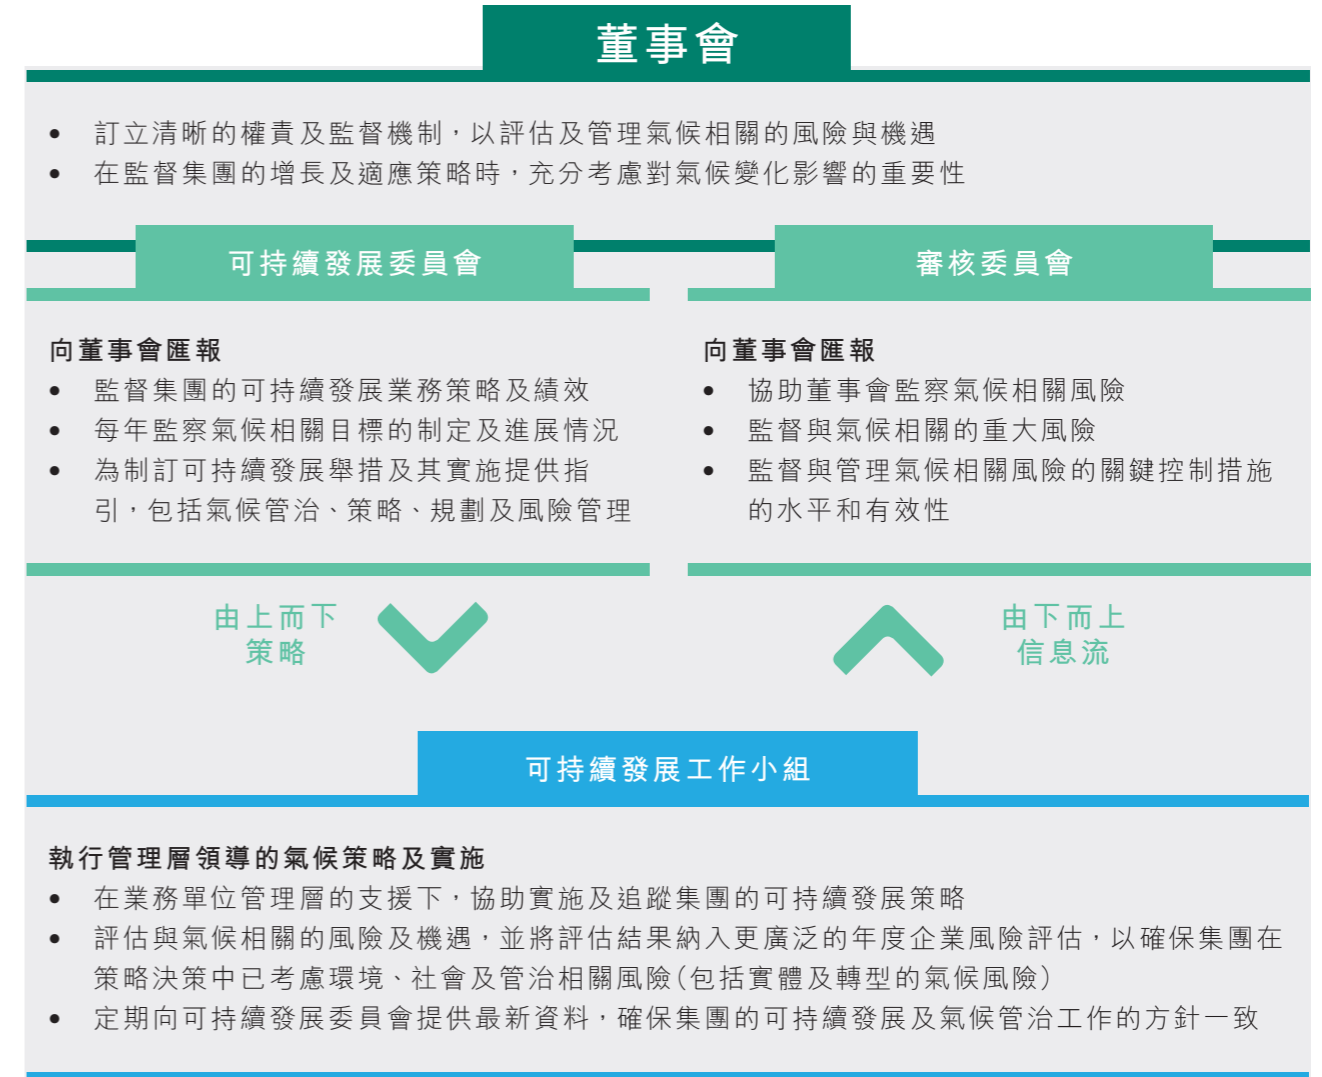 董事會
• 訂立清晰的權責及監督機制，以評估及管理氣候相關的風險與機遇
• 在監督集團的增長及適應策略時，充分考慮對氣候變化影響的重要性
可持續發展委員會
向董事會匯報
• 監督集團的可持續發展業務策略及績效
• 每年監察氣候相關目標的制定及進展情況
• 為制訂可持續發展舉措及其實施提供指
引，包括氣候管治、策略、規劃及風險管理
審核委員會
向董事會匯報
• 協助董事會監察氣候相關風險
• 監督與氣候相關的重大風險
• 監督與管理氣候相關風險的關鍵控制措施
的水平和有效性
由上而下
策略
由下而上
信息流
可持續發展工作小組
執行管理層領導的氣候策略及實施
• 在業務單位管理層的支援下，協助實施及追蹤集團的可持續發展策略
• 評估與氣候相關的風險及機遇，並將評估結果納入更廣泛的年度企業風險評估，以確保集團在
策略決策中已考慮環境、社會及管治相關風險（包括實體及轉型的氣候風險）
• 定期向可持續發展委員會提供最新資料，確保集團的可持續發展及氣候管治工作的方針一致